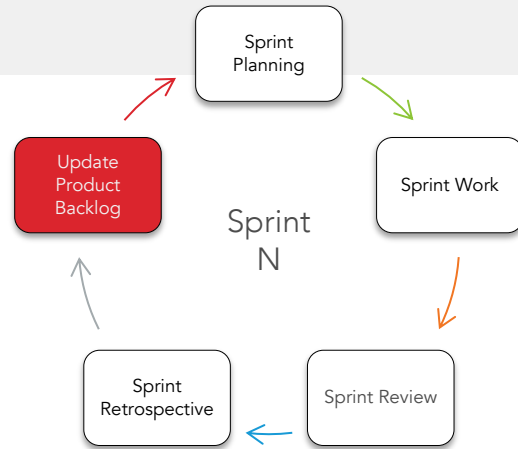 Sprint
Planning
Update
Product
Backlog
Sprint Work
Sprint
N
Sprint
Retrospective
Sprint Review